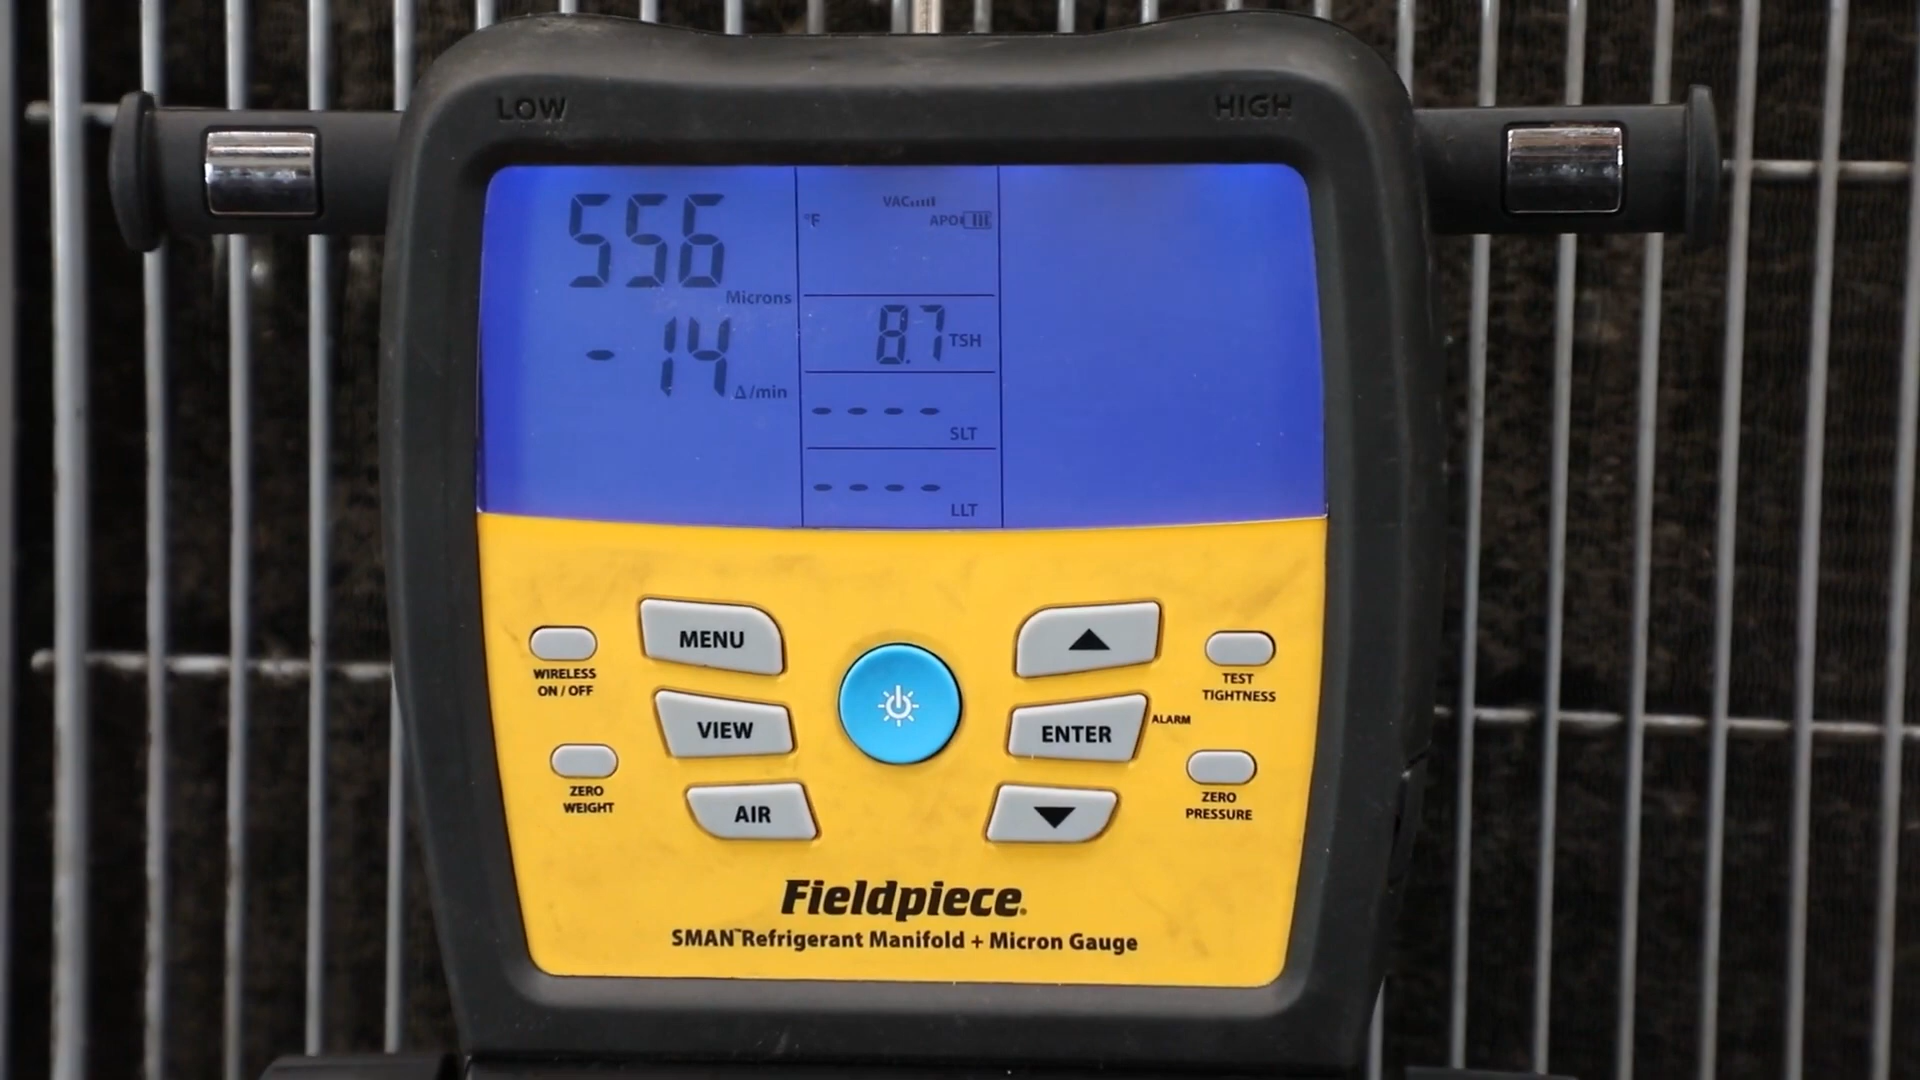 LOW
HIGH
556
Microns
- 14
Δ/min
VAC
°F
APO
8.7 TSH
- - - -
SLT
- - - -
LLT
WIRELESS
ON / OFF
MENU
VIEW
ZERO
WEIGHT
AIR
▲
TEST
TIGHTNESS
ENTER
ALARM
▼
ZERO
PRESSURE
Fieldpiece®
SMAN™ Refrigerant Manifold + Micron Gauge